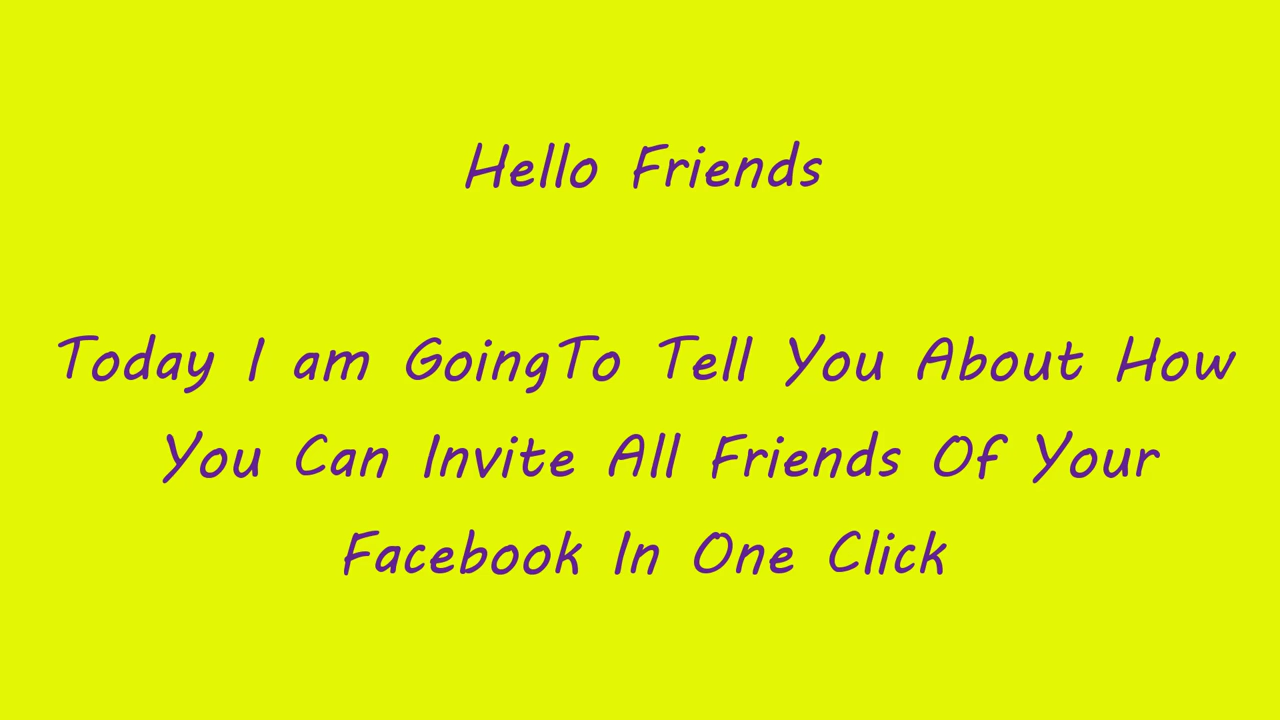 Hello Friends
Today I am GoingTo Tell You About How
You Can Invite All Friends Of Your
Facebook In One Click